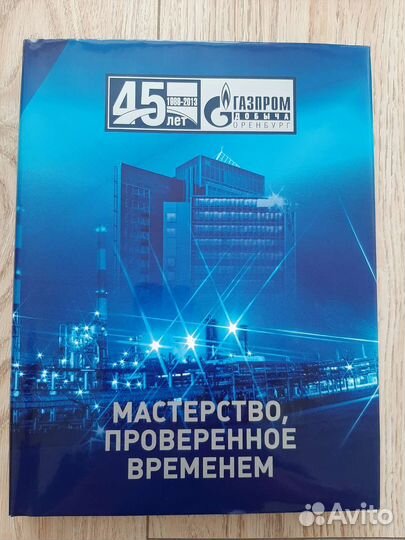 45 1968-2013
ЛЕТ
ГАЗПРОМ
ДОБЫЧА
ОРЕНБУРГ
МАСТЕРСТВО,
ПРОВЕРЕННОЕ
ВРЕМЕНЕМ
Avito